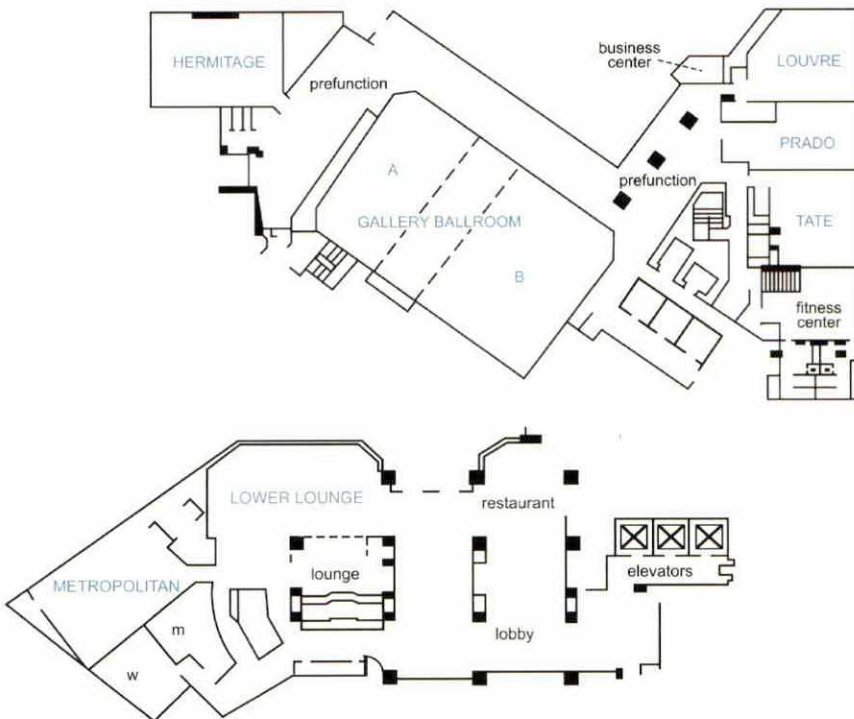 HERMITAGE
prefunction
business
center
LOUVRE
PRADO
A
prefunction
GALLERY BALLROOM
TATE
B
fitness
center
LOWER LOUNGE
restaurant
METROPOLITAN
lounge
elevators
m
lobby
w